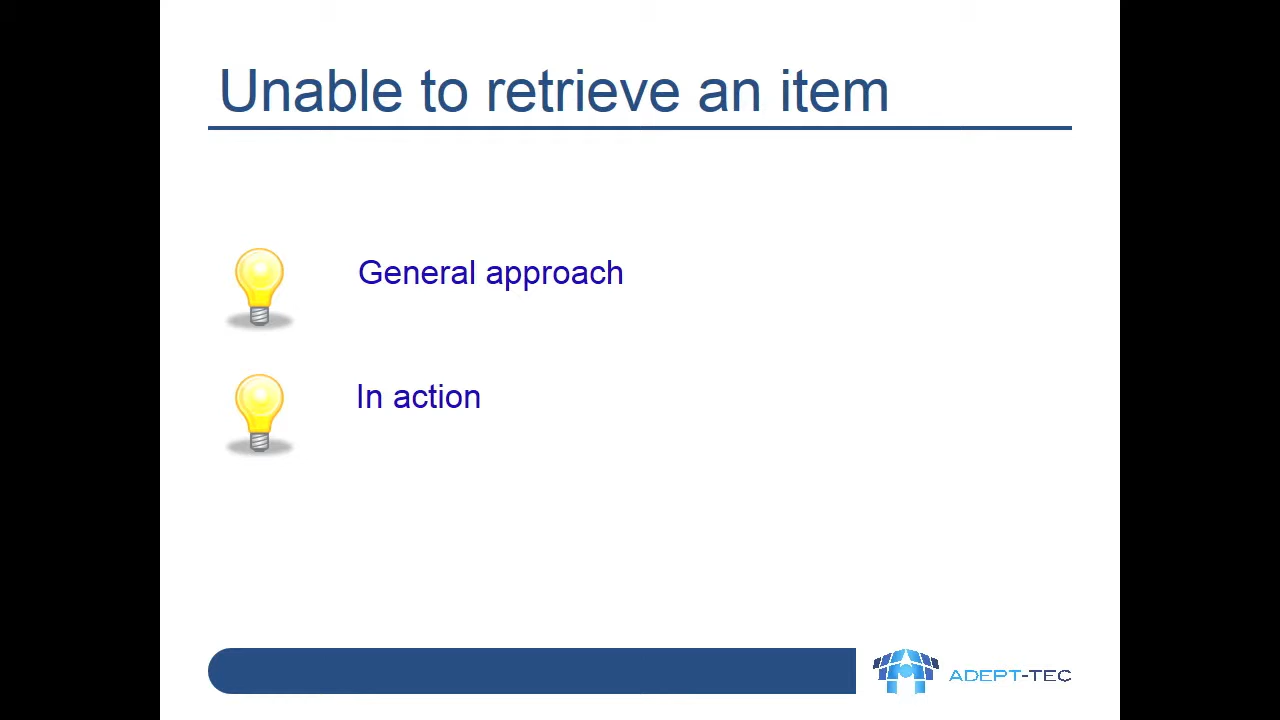 Unable to retrieve an item
General approach
In action
ADEPT-TEC